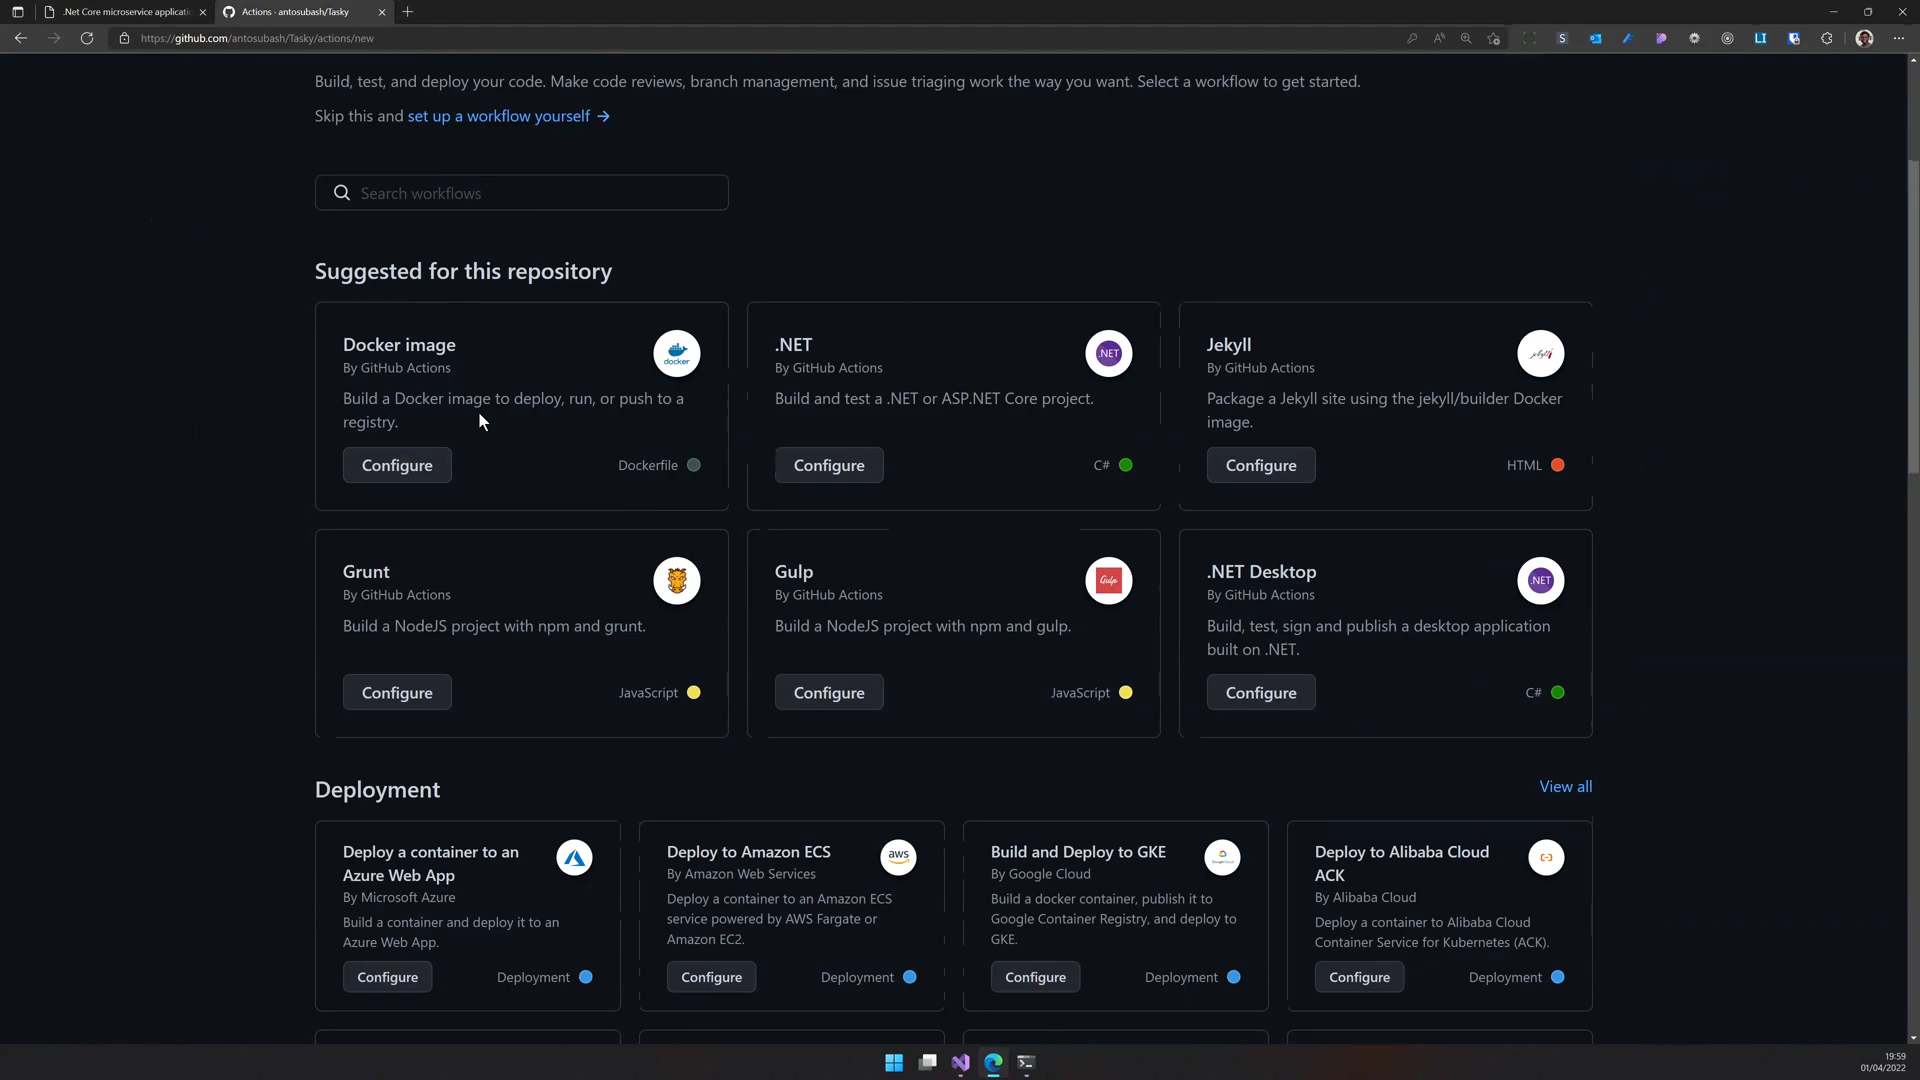 .Net Core microservice applicatio
Actions · antosubash/Tasky
https://github.com/antosubash/Tasky/actions/new
Build, test, and deploy your code. Make code reviews, branch management, and issue triaging work the way you want. Select a workflow to get started.
Skip this and set up a workflow yourself →
Search workflows
Suggested for this repository
Docker image
By GitHub Actions
Build a Docker image to deploy, run, or push to a
registry.
Configure
Dockerfile
docker
.NET
By GitHub Actions
Build and test a .NET or ASP.NET Core project.
Configure
C#
.NET
Jekyll
By GitHub Actions
Package a Jekyll site using the jekyll/builder Docker
image.
Configure
HTML
jekyll
Grunt
By GitHub Actions
Build a NodeJS project with npm and grunt.
Configure
JavaScript
Gulp
By GitHub Actions
Build a NodeJS project with npm and gulp.
Configure
JavaScript
Gulp
.NET Desktop
By GitHub Actions
Build, test, sign and publish a desktop application
built on .NET.
Configure
C#
.NET
Deployment
View all
Deploy a container to an
Azure Web App
By Microsoft Azure
Build a container and deploy it to an
Azure Web App.
Configure
Deployment
Deploy to Amazon ECS
By Amazon Web Services
Deploy a container to an Amazon ECS
service powered by AWS Fargate or
Amazon EC2.
Configure
Deployment
aws
Build and Deploy to GKE
By Google Cloud
Build a docker container, publish it to
Google Container Registry, and deploy to
GKE.
Configure
Deployment
Deploy to Alibaba Cloud
ACK
By Alibaba Cloud
Deploy a container to Alibaba Cloud
Container Service for Kubernetes (ACK).
Configure
Deployment
19:59
01/04/2022